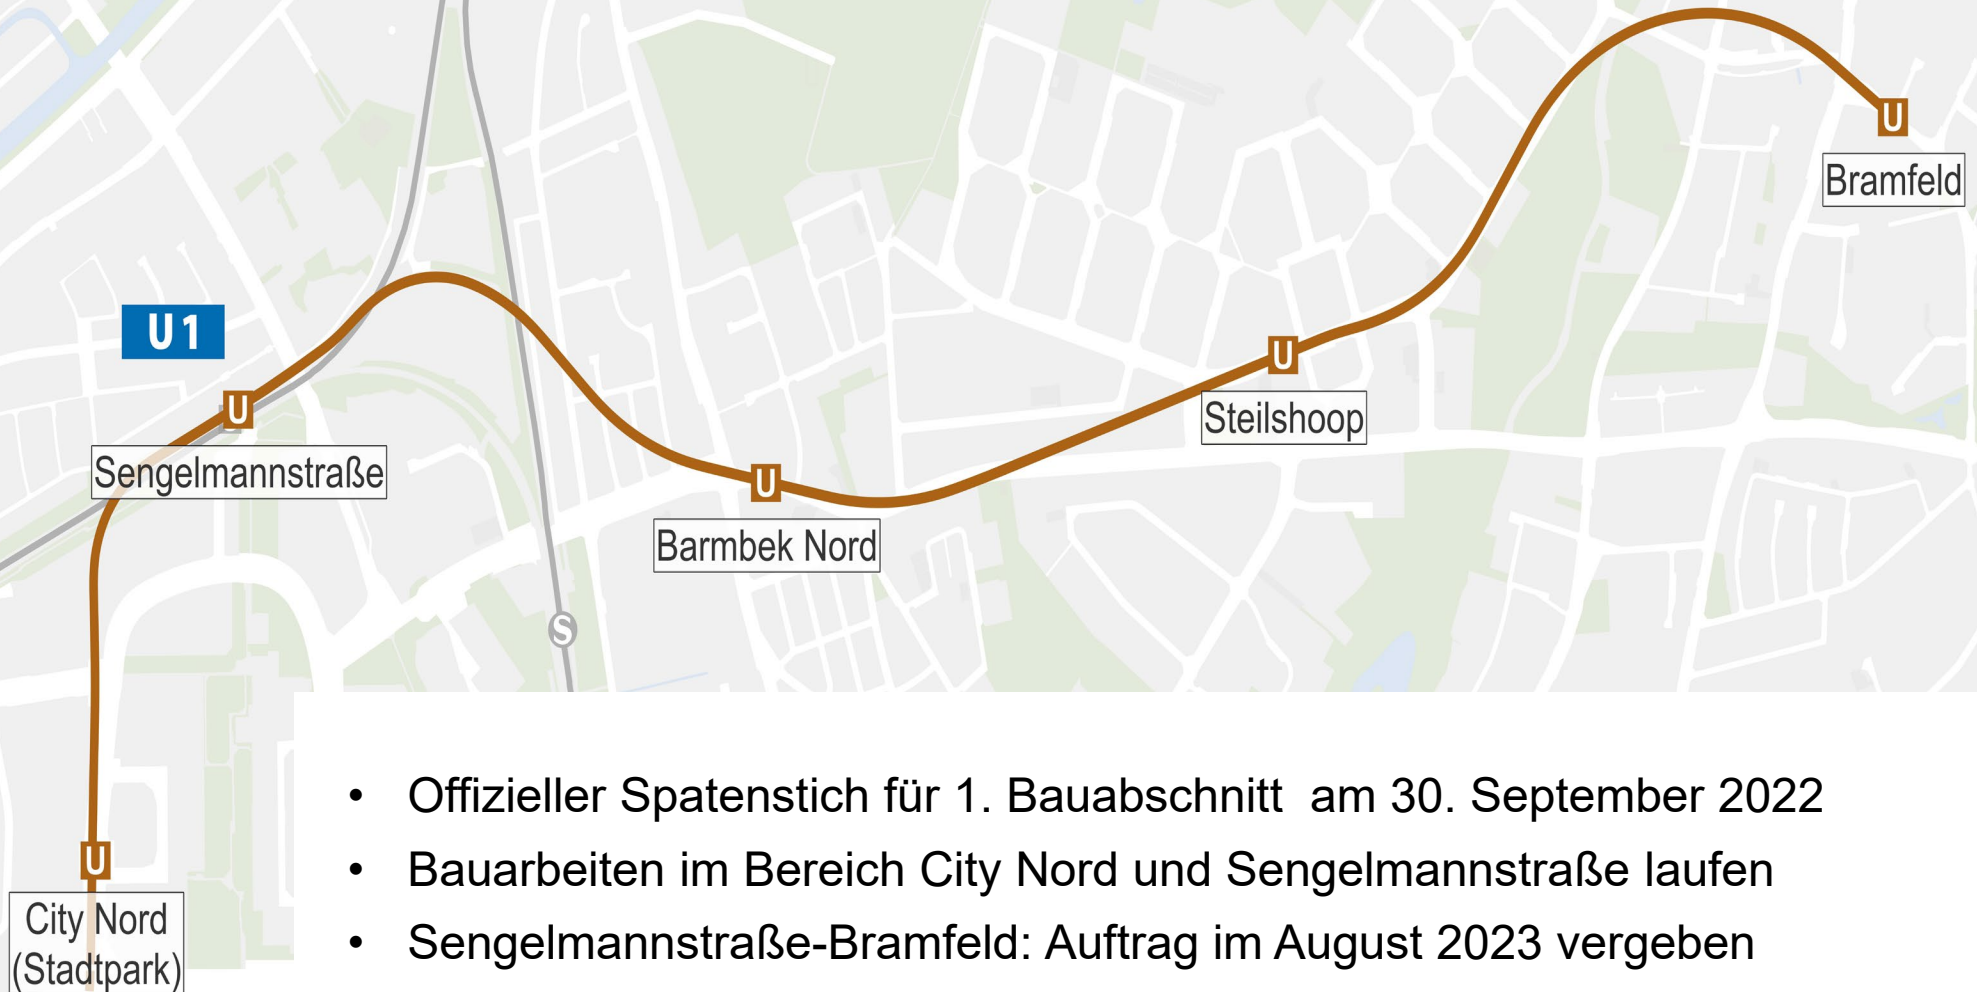 U
Bramfeld
U1
U
Steilshoop
U
Sengelmannstraße
U
Barmbek Nord
S
U
City Nord
(Stadtpark)
• Offizieller Spatenstich für 1. Bauabschnitt  am 30. September 2022
• Bauarbeiten im Bereich City Nord und Sengelmannstraße laufen
• Sengelmannstraße-Bramfeld: Auftrag im August 2023 vergeben